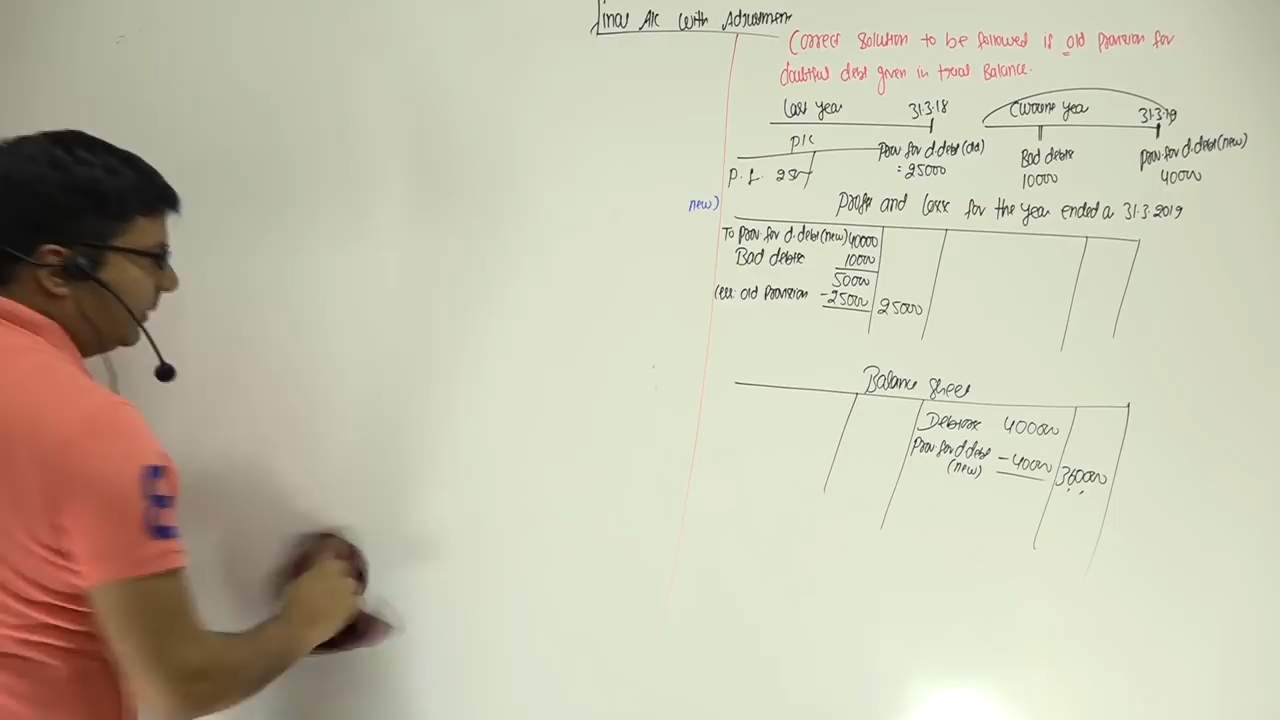 Final A/c with Adjustment
Correct solution to be followed is old provision for
doubtful debt given in trial Balance.
Last year 31.3.18 Current year 31.3.19
P/L Prov. for d. debt (old) Bad debts Prov. for d. debt (new)
= 25000 10000 40000
new)
Profit and Loss for the year ended 31.3.2019
To Prov. for d. debt (new) 40000
Bad debts 10000
50000
Less: old provision - 25000 25000
Balance sheet
Debtors 400000
Prov. for d. debt - 40000 360000
(new)